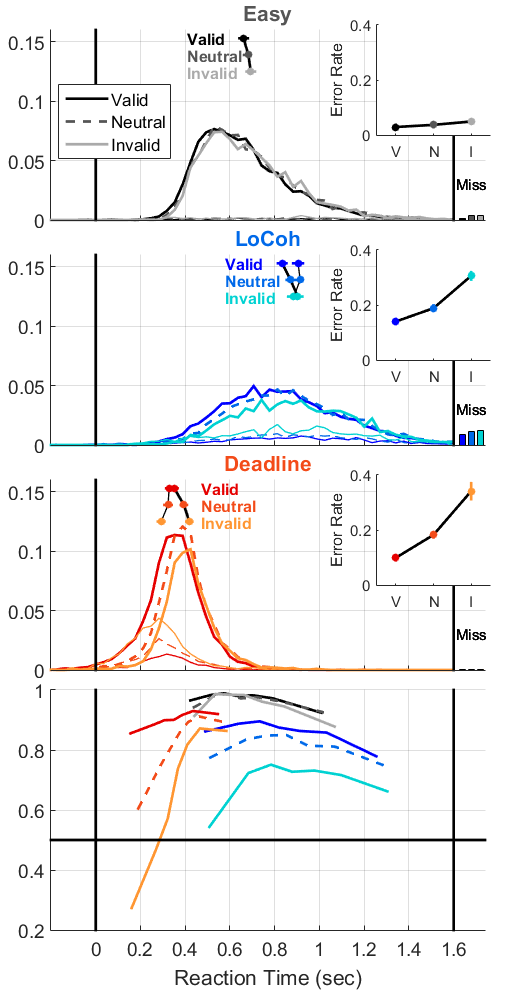 Easy
0.15
0.1
0.05
0
Valid
Neutral
Invalid
Valid
Neutral
Invalid
Error Rate
0.4
0.2
0
V N I
Miss
LoCoh
0.15
0.1
0.05
0
Valid
Neutral
Invalid
Error Rate
0.4
0.2
0
V N I
Miss
Deadline
0.15
0.1
0.05
0
Valid
Neutral
Invalid
Error Rate
0.4
0.2
0
V N I
Miss
1
0.8
0.6
0.4
0.2
0 0.2 0.4 0.6 0.8 1 1.2 1.4 1.6
Reaction Time (sec)